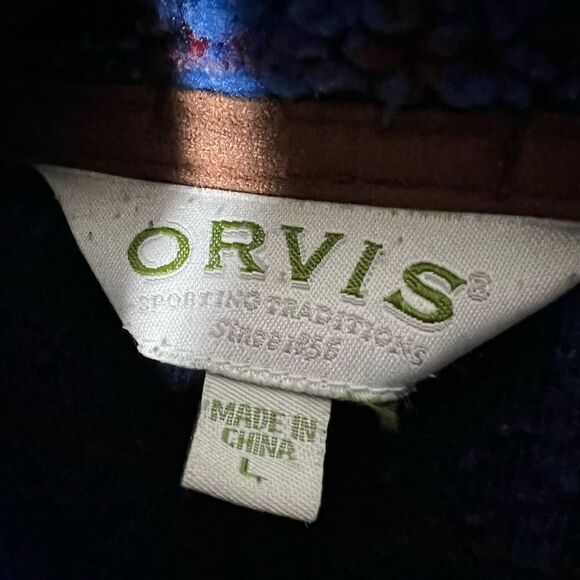 ORVIS®
SPORTING TRADITIONS
Since 1856
MADE IN
CHINA
L